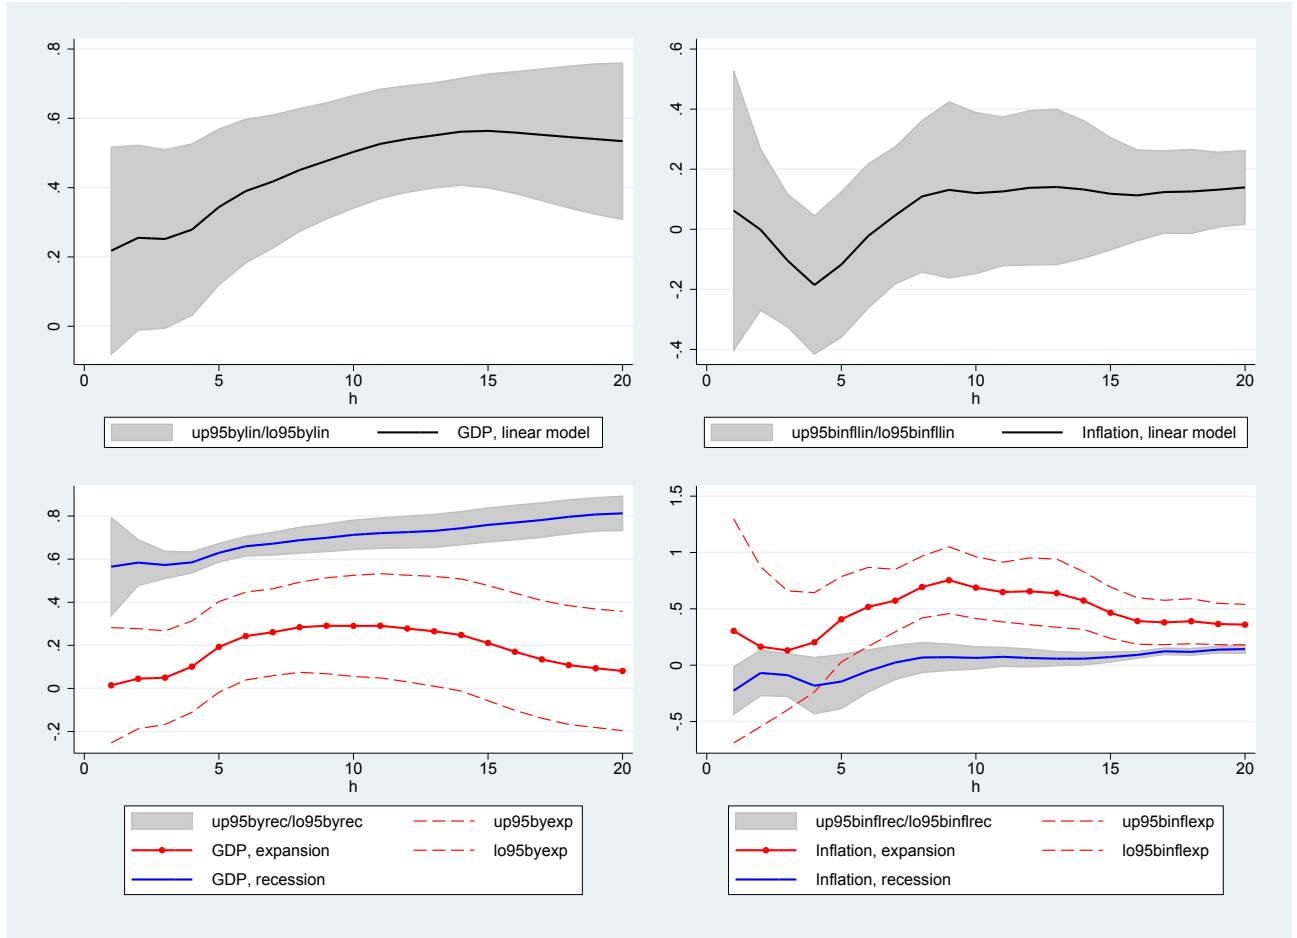 .8
.6
.4
.2
0
0
5
10
15
20
h
up95bylin/lo95bylin
GDP, linear model
.6
.4
.2
0
-.2
-.4
0
5
10
15
20
h
up95binfllin/lo95binfllin
Inflation, linear model
.8
.6
.4
.2
0
-.2
0
5
10
15
20
h
up95byrec/lo95byrec
up95byexp
GDP, expansion
lo95byexp
GDP, recession
1.5
1
.5
0
-.5
0
5
10
15
20
h
up95binflrec/lo95binflrec
up95binflexp
Inflation, expansion
lo95binflexp
Inflation, recession